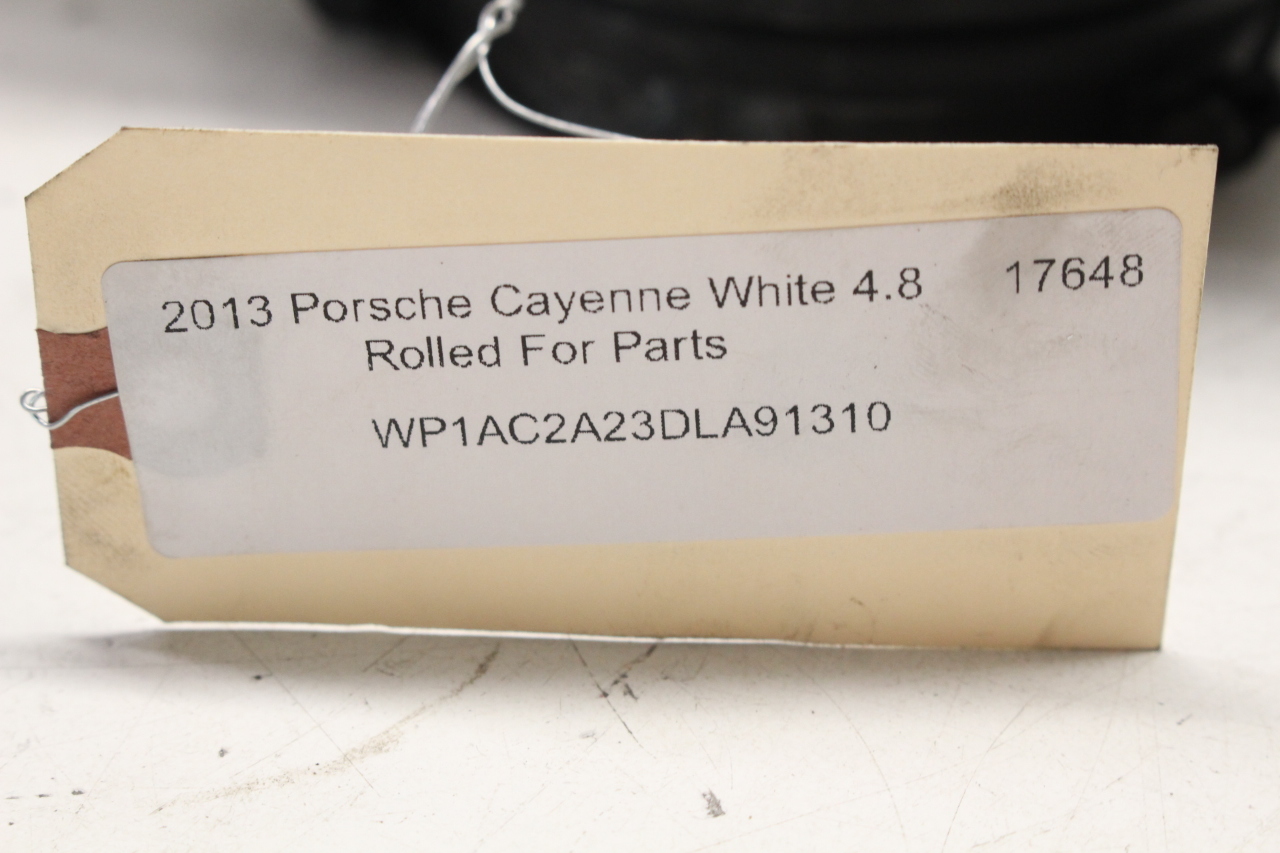 2013 Porsche Cayenne White 4.8 17648
Rolled For Parts
WP1AC2A23DLA91310